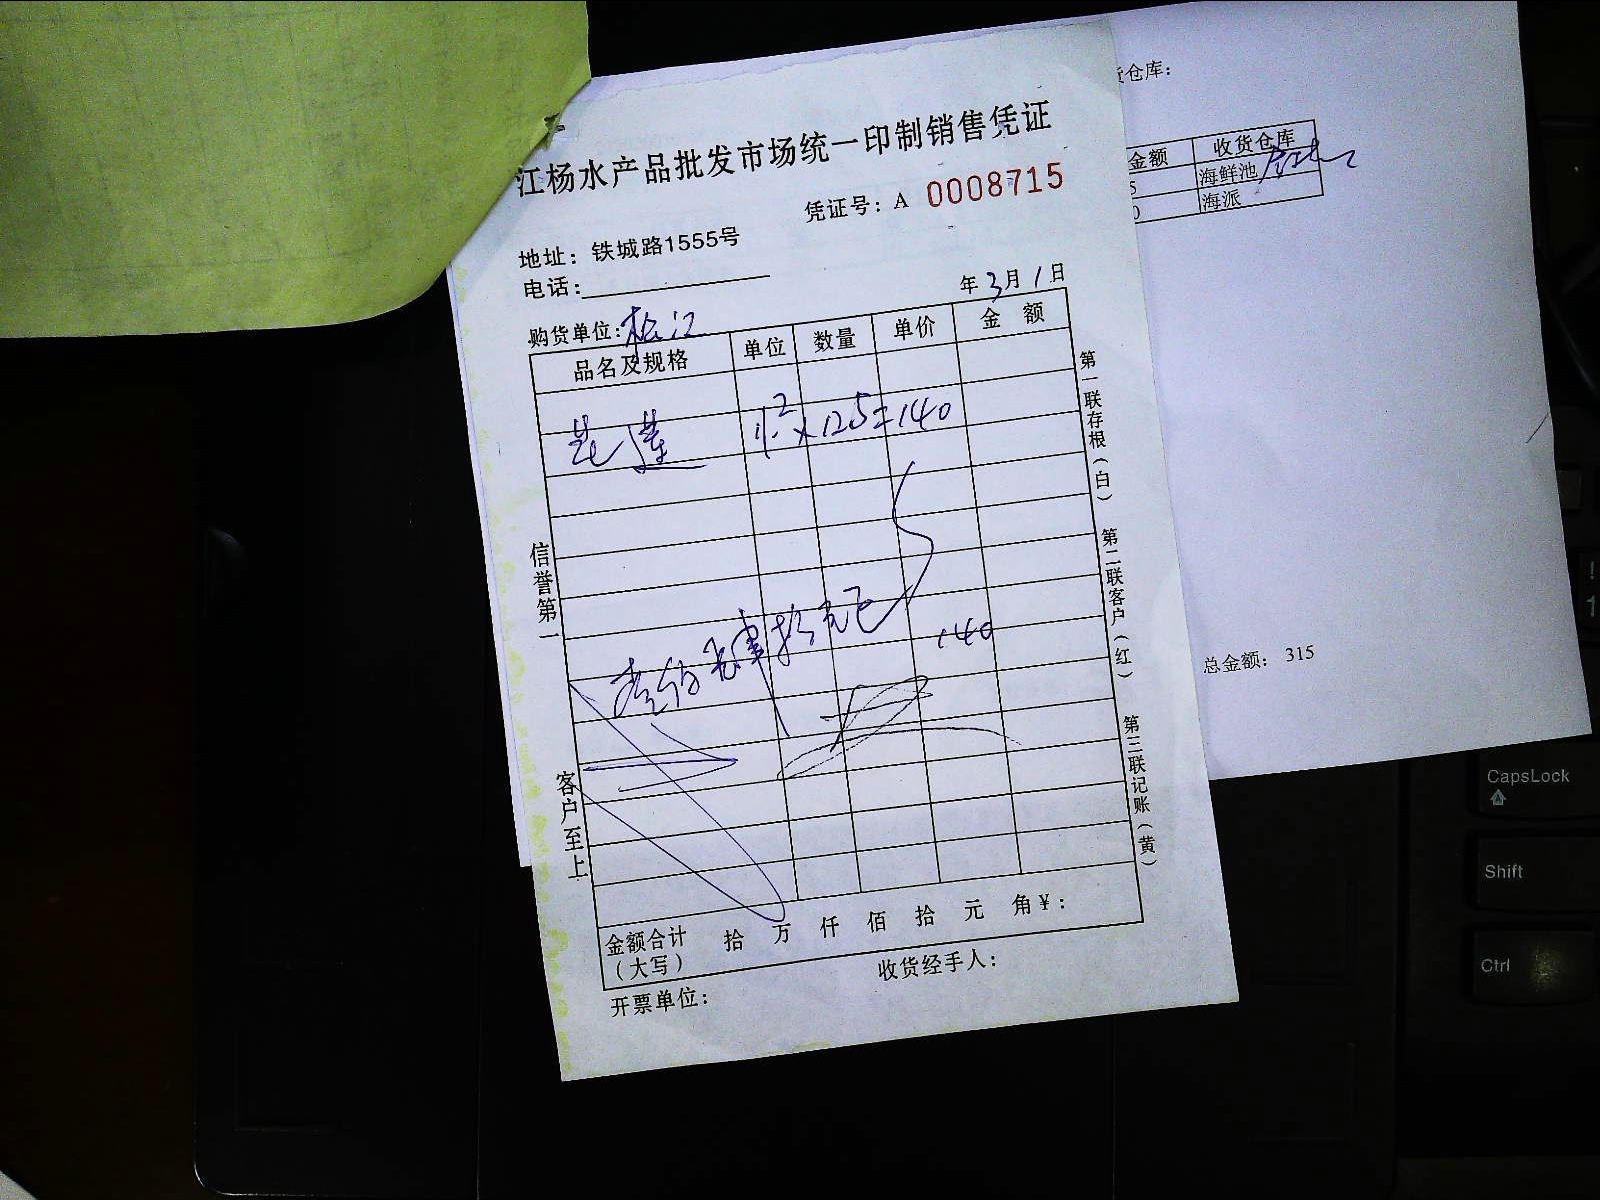 江杨水产品批发市场统一印制销售凭证
凭证号：A 0008715
地址：铁城路1555号
电话：
年3月1日
购货单位：松江
品名及规格 单位 数量 单价 金额
1.2×125=140
140
金额合计（大写） 拾 万 仟 佰 拾 元 角¥：
收货经手人：
开票单位：
信誉第一
客户至上
第一联存根（白）
第二联客户（红）
第三联记账（黄）
货仓库：
金额 收货仓库
5 海鲜池
0 海派
总金额： 315
CapsLock
Shift
Ctrl
!
1